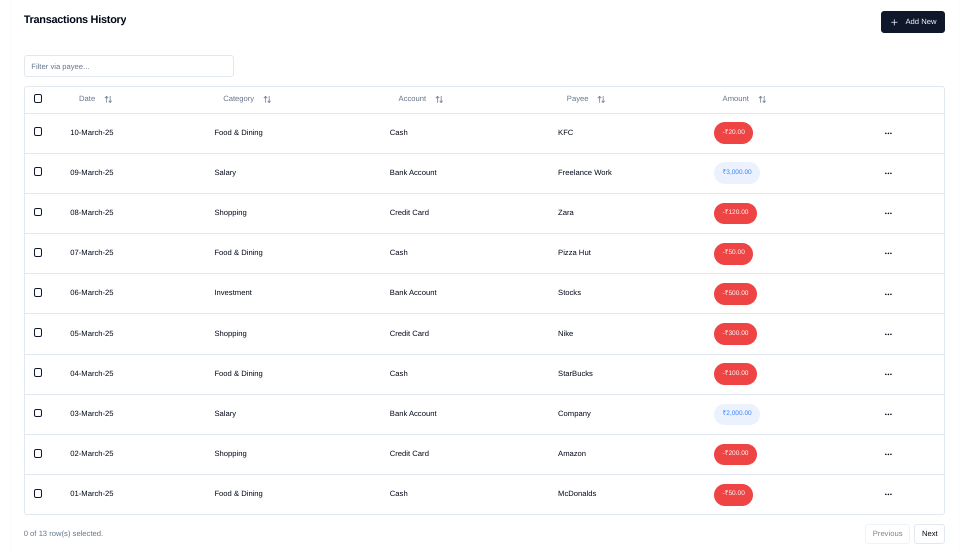 Transactions History
Add New
Filter via payee...
Date Category Account Payee Amount
10-March-25 Food & Dining Cash KFC -₹20.00 ...
09-March-25 Salary Bank Account Freelance Work ₹3,000.00 ...
08-March-25 Shopping Credit Card Zara -₹120.00 ...
07-March-25 Food & Dining Cash Pizza Hut -₹50.00 ...
06-March-25 Investment Bank Account Stocks -₹500.00 ...
05-March-25 Shopping Credit Card Nike -₹300.00 ...
04-March-25 Food & Dining Cash StarBucks -₹100.00 ...
03-March-25 Salary Bank Account Company ₹2,000.00 ...
02-March-25 Shopping Credit Card Amazon -₹200.00 ...
01-March-25 Food & Dining Cash McDonalds -₹50.00 ...
0 of 13 row(s) selected. Previous Next